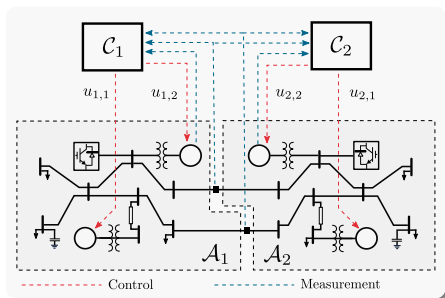 C₁
C₂
u₁,₁
u₁,₂
u₂,₂
u₂,₁
A₁
A₂
Control
Measurement